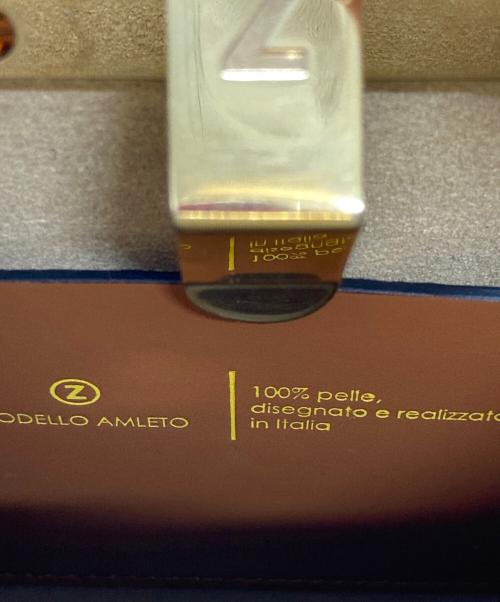 Z
Z
ODELLO AMLETO
100% pelle,
disegnato e realizzato
in Italia